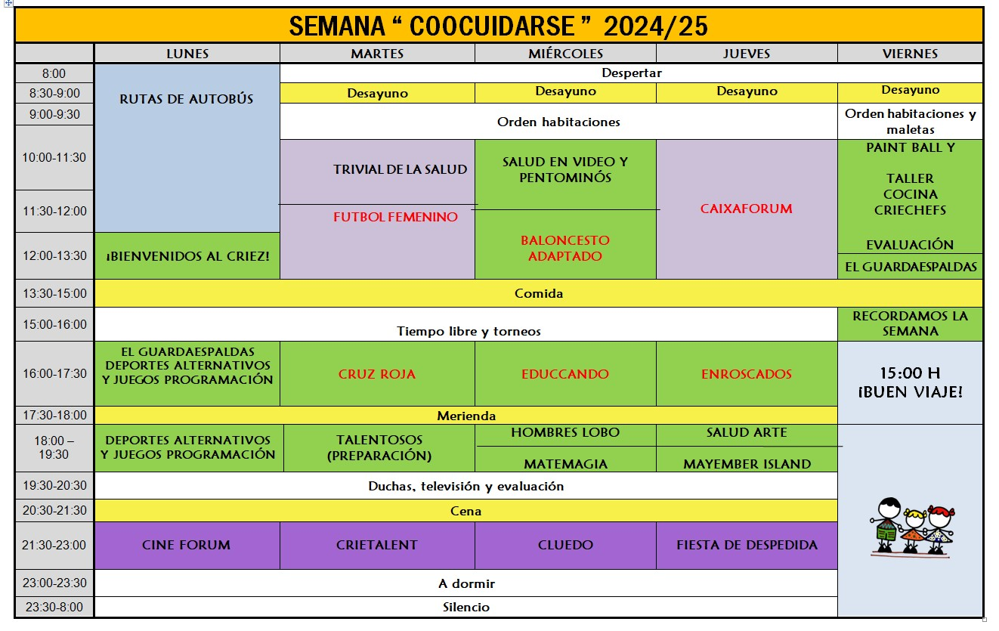 SEMANA “ COOCUIDARSE ” 2024/25
LUNES MARTES MIÉRCOLES JUEVES VIERNES
8:00 Despertar
RUTAS DE AUTOBÚS
8:30-9:00 Desayuno Desayuno Desayuno Desayuno
9:00-9:30 Orden habitaciones
Orden habitaciones y
maletas
10:00-11:30
TRIVIAL DE LA SALUD
SALUD EN VIDEO Y
PENTOMINÓS
PAINT BALL Y
TALLER
COCINA
CRIECHEFS
EVALUACIÓN
11:30-12:00
FUTBOL FEMENINO
CAIXAFORUM
12:00-13:30
¡BIENVENIDOS AL CRIEZ!
BALONCESTO
ADAPTADO
EL GUARDAESPALDAS
13:30-15:00 Comida
15:00-16:00 Tiempo libre y torneos
RECORDAMOS LA
SEMANA
16:00-17:30
EL GUARDAESPALDAS
DEPORTES ALTERNATIVOS
Y JUEGOS PROGRAMACIÓN
CRUZ ROJA
EDUCCANDO
ENROSCADOS
15:00 H
¡BUEN VIAJE!
17:30-18:00 Merienda
18:00 –
19:30
DEPORTES ALTERNATIVOS
Y JUEGOS PROGRAMACIÓN
TALENTOSOS
(PREPARACIÓN)
HOMBRES LOBO
MATEMAGIA
SALUD ARTE
MAYEMBER ISLAND
19:30-20:30 Duchas, televisión y evaluación
20:30-21:30 Cena
21:30-23:00 CINE FORUM CRIETALENT CLUEDO FIESTA DE DESPEDIDA
23:00-23:30 A dormir
23:30-8:00 Silencio